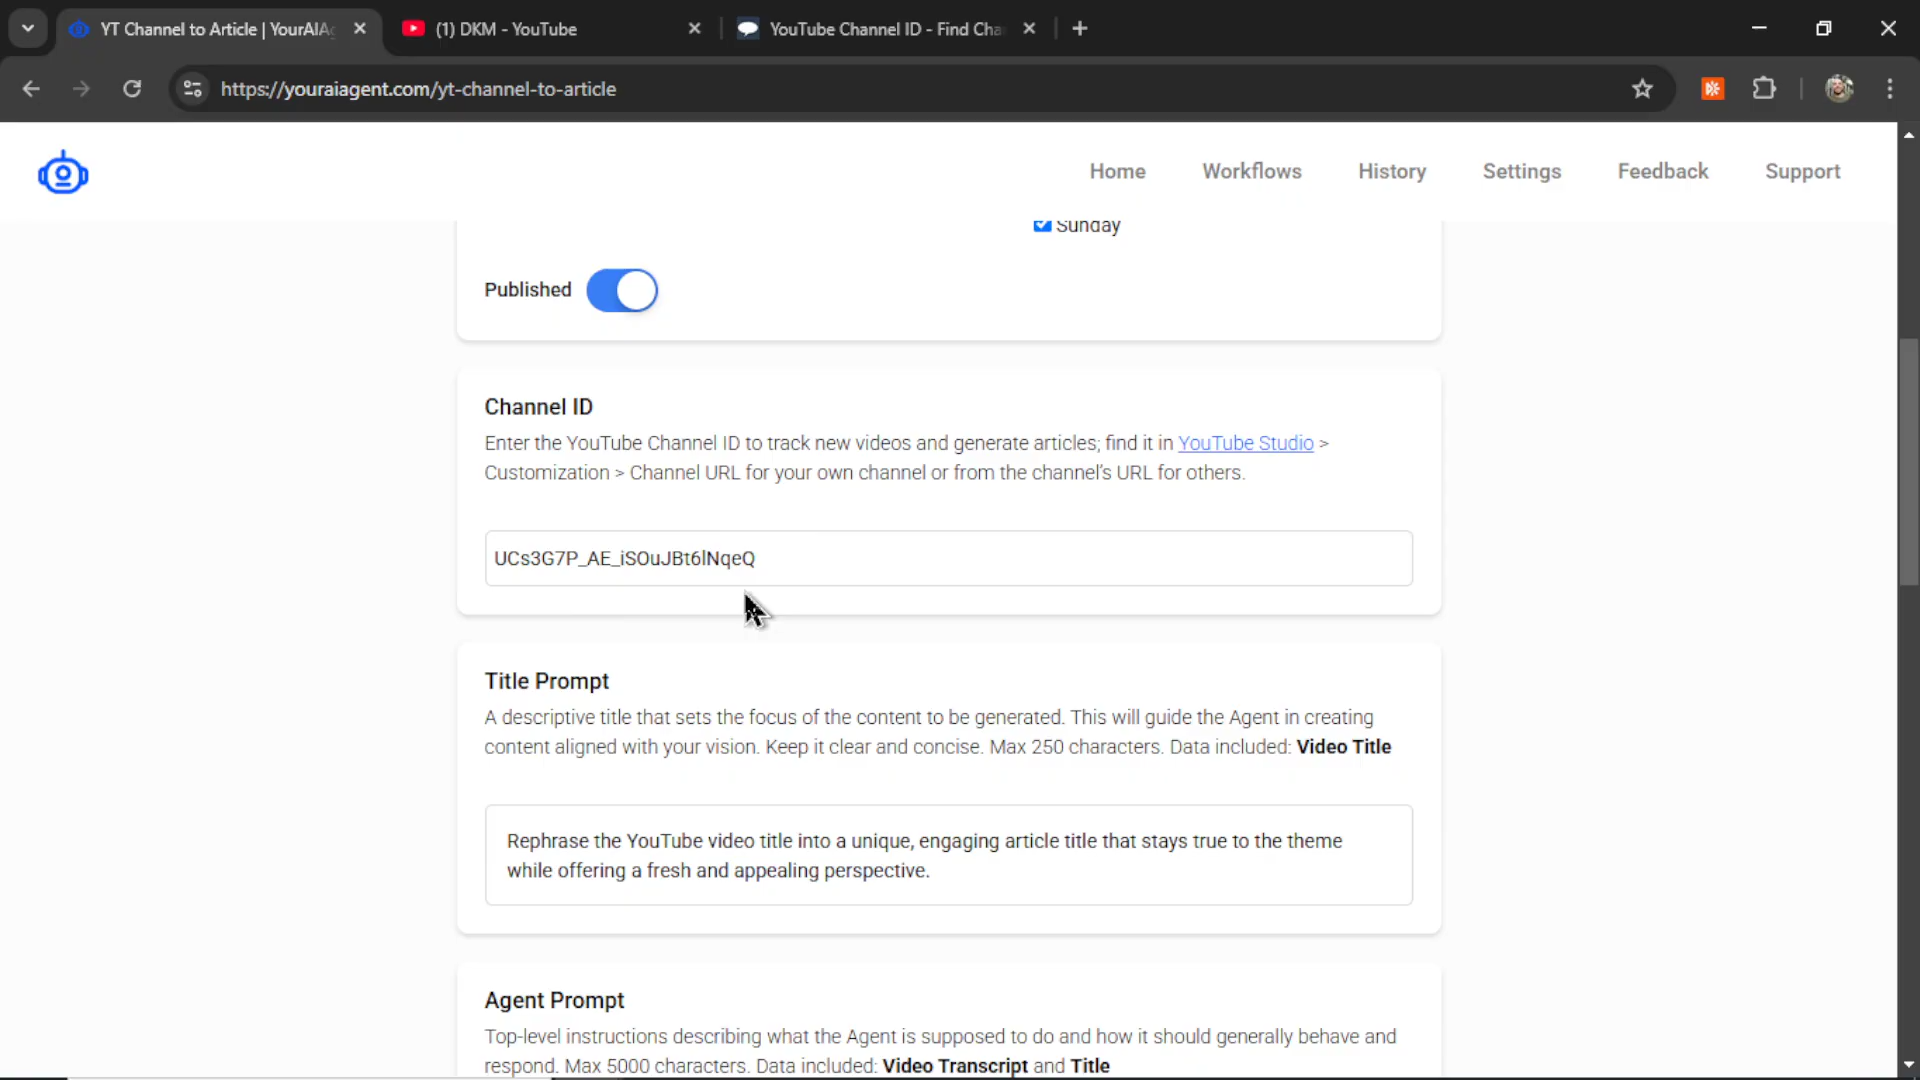 YT Channel to Article | YourAIAg
(1) DKM - YouTube
YouTube Channel ID - Find Cha
https://youraiagent.com/yt-channel-to-article
Home
Workflows
History
Settings
Feedback
Support
Sunday
Published
Channel ID
Enter the YouTube Channel ID to track new videos and generate articles; find it in YouTube Studio >
Customization > Channel URL for your own channel or from the channel's URL for others.
UCs3G7P_AE_iSOuJBt6lNqeQ
Title Prompt
A descriptive title that sets the focus of the content to be generated. This will guide the Agent in creating
content aligned with your vision. Keep it clear and concise. Max 250 characters. Data included: Video Title
Rephrase the YouTube video title into a unique, engaging article title that stays true to the theme
while offering a fresh and appealing perspective.
Agent Prompt
Top-level instructions describing what the Agent is supposed to do and how it should generally behave and
respond. Max 5000 characters. Data included: Video Transcript and Title